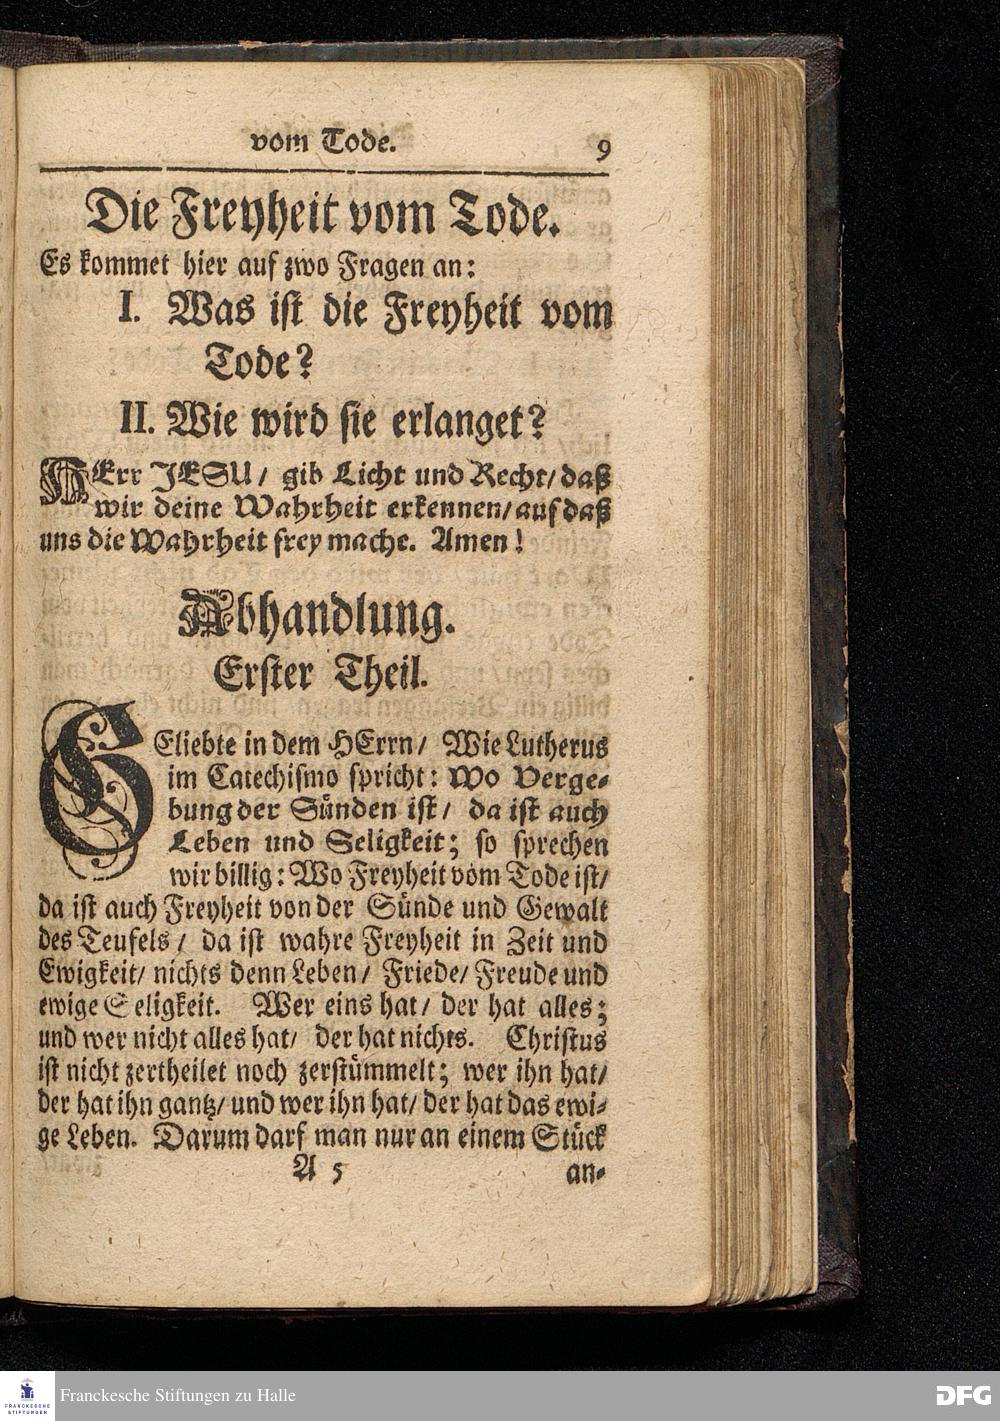 vom Tode. 9
Die Freyheit vom Tode.
Es kommet hier auf zwo Fragen an:
I. Was ist die Freyheit vom
Tode?
II. Wie wird sie erlanget?
HErr JESU/ gib Licht und Recht/ daß
wir deine Wahrheit erkennen/ auf daß
uns die Wahrheit frey mache. Amen!
Abhandlung.
Erster Theil.
GEliebte in dem HErrn/ Wie Lutherus
im Catechismo spricht: Wo Verge-
bung der Sünden ist/ da ist auch
Leben und Seligkeit; so sprechen
wir billig: Wo Freyheit vom Tode ist/
da ist auch Freyheit von der Sünde und Gewalt
des Teufels/ da ist wahre Freyheit in Zeit und
Ewigkeit/ nichts denn Leben/ Friede/ Freude und
ewige Seligkeit. Wer eins hat/ der hat alles;
und wer nicht alles hat/ der hat nichts. Christus
ist nicht zertheilet noch zerstümmelt; wer ihn hat/
der hat ihn gantz/ und wer ihn hat/ der hat das ewi-
ge Leben. Darum darf man nur an einem Stück
A 5 an-
FRANCKESCHE STIFTUNGEN
Franckesche Stiftungen zu Halle
DFG